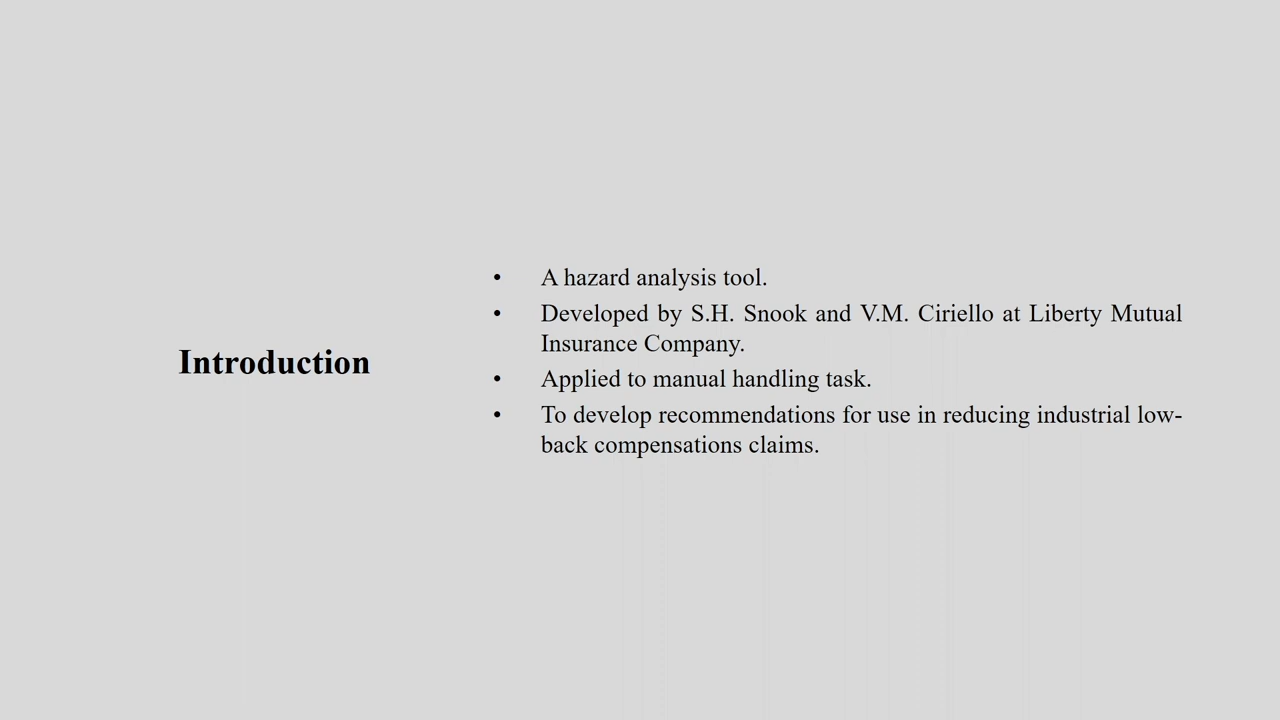 Introduction
• A hazard analysis tool.
• Developed by S.H. Snook and V.M. Ciriello at Liberty Mutual
Insurance Company.
• Applied to manual handling task.
• To develop recommendations for use in reducing industrial low-
back compensations claims.